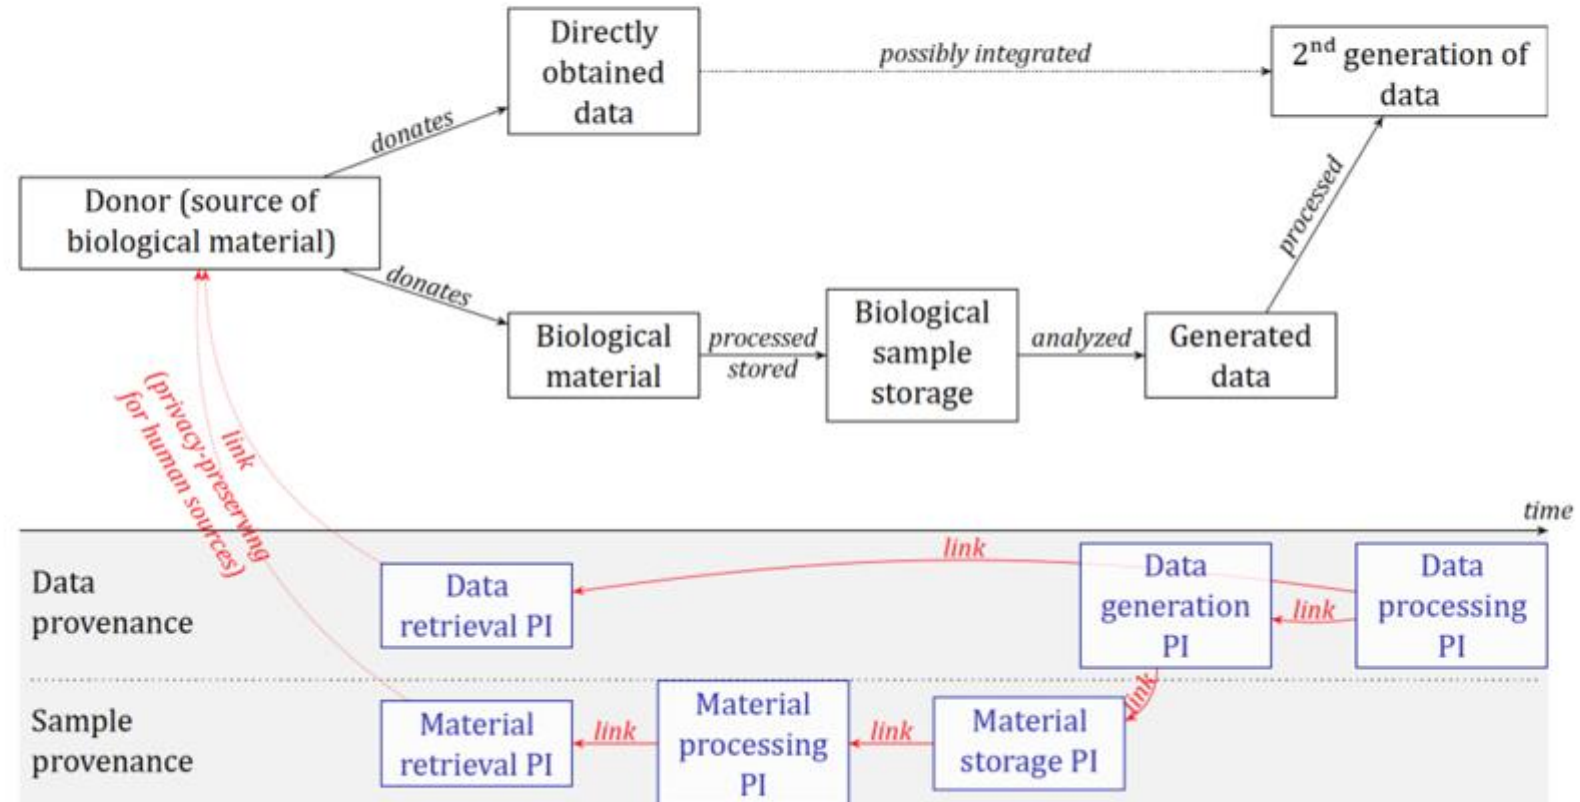 Directly
obtained
data
possibly integrated
2nd generation of
data
donates
Donor (source of
biological material)
processed
donates
Biological
material
processed
stored
Biological
sample
storage
analyzed
Generated
data
link
(privacy-preserving
for human sources)
time
Data
provenance
Data
retrieval PI
link
Data
generation
PI
link
Data
processing
PI
link
Sample
provenance
Material
retrieval PI
link
Material
processing
PI
link
Material
storage PI